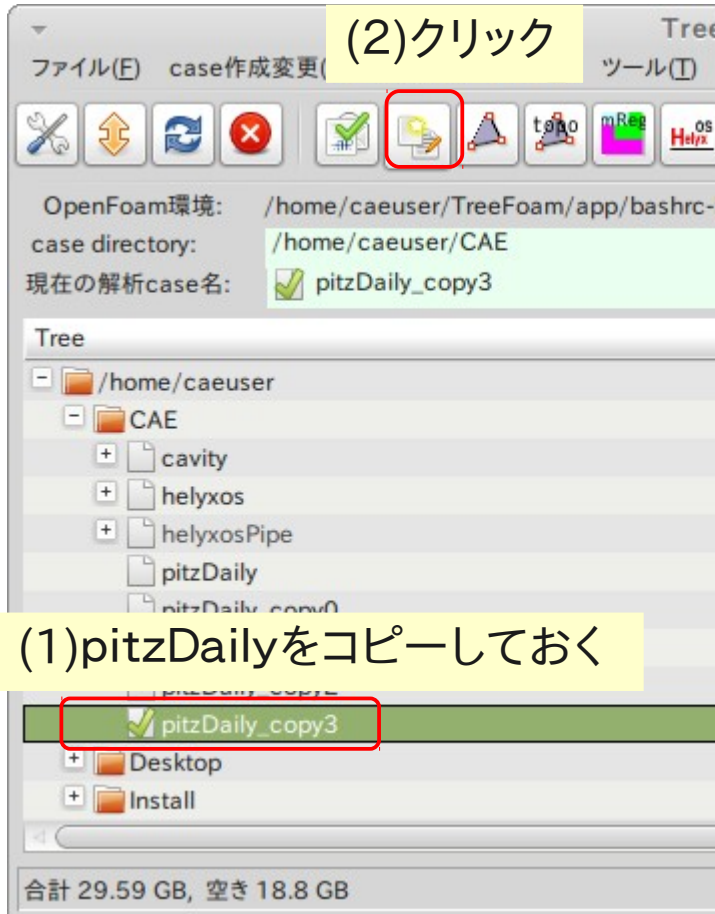 Tree
(2)クリック
ファイル(F) case作成変更( ツール(T)
topo mReg Helyx os
OpenFoam環境: /home/caeuser/TreeFoam/app/bashrc-
case directory: /home/caeuser/CAE
現在の解析case名: pitzDaily_copy3
Tree
/home/caeuser
CAE
cavity
helyxos
helyxosPipe
pitzDaily
pitzDaily_copy0
(1)pitzDailyをコピーしておく
pitzDaily_copy2
pitzDaily_copy3
Desktop
Install
合計 29.59 GB, 空き 18.8 GB